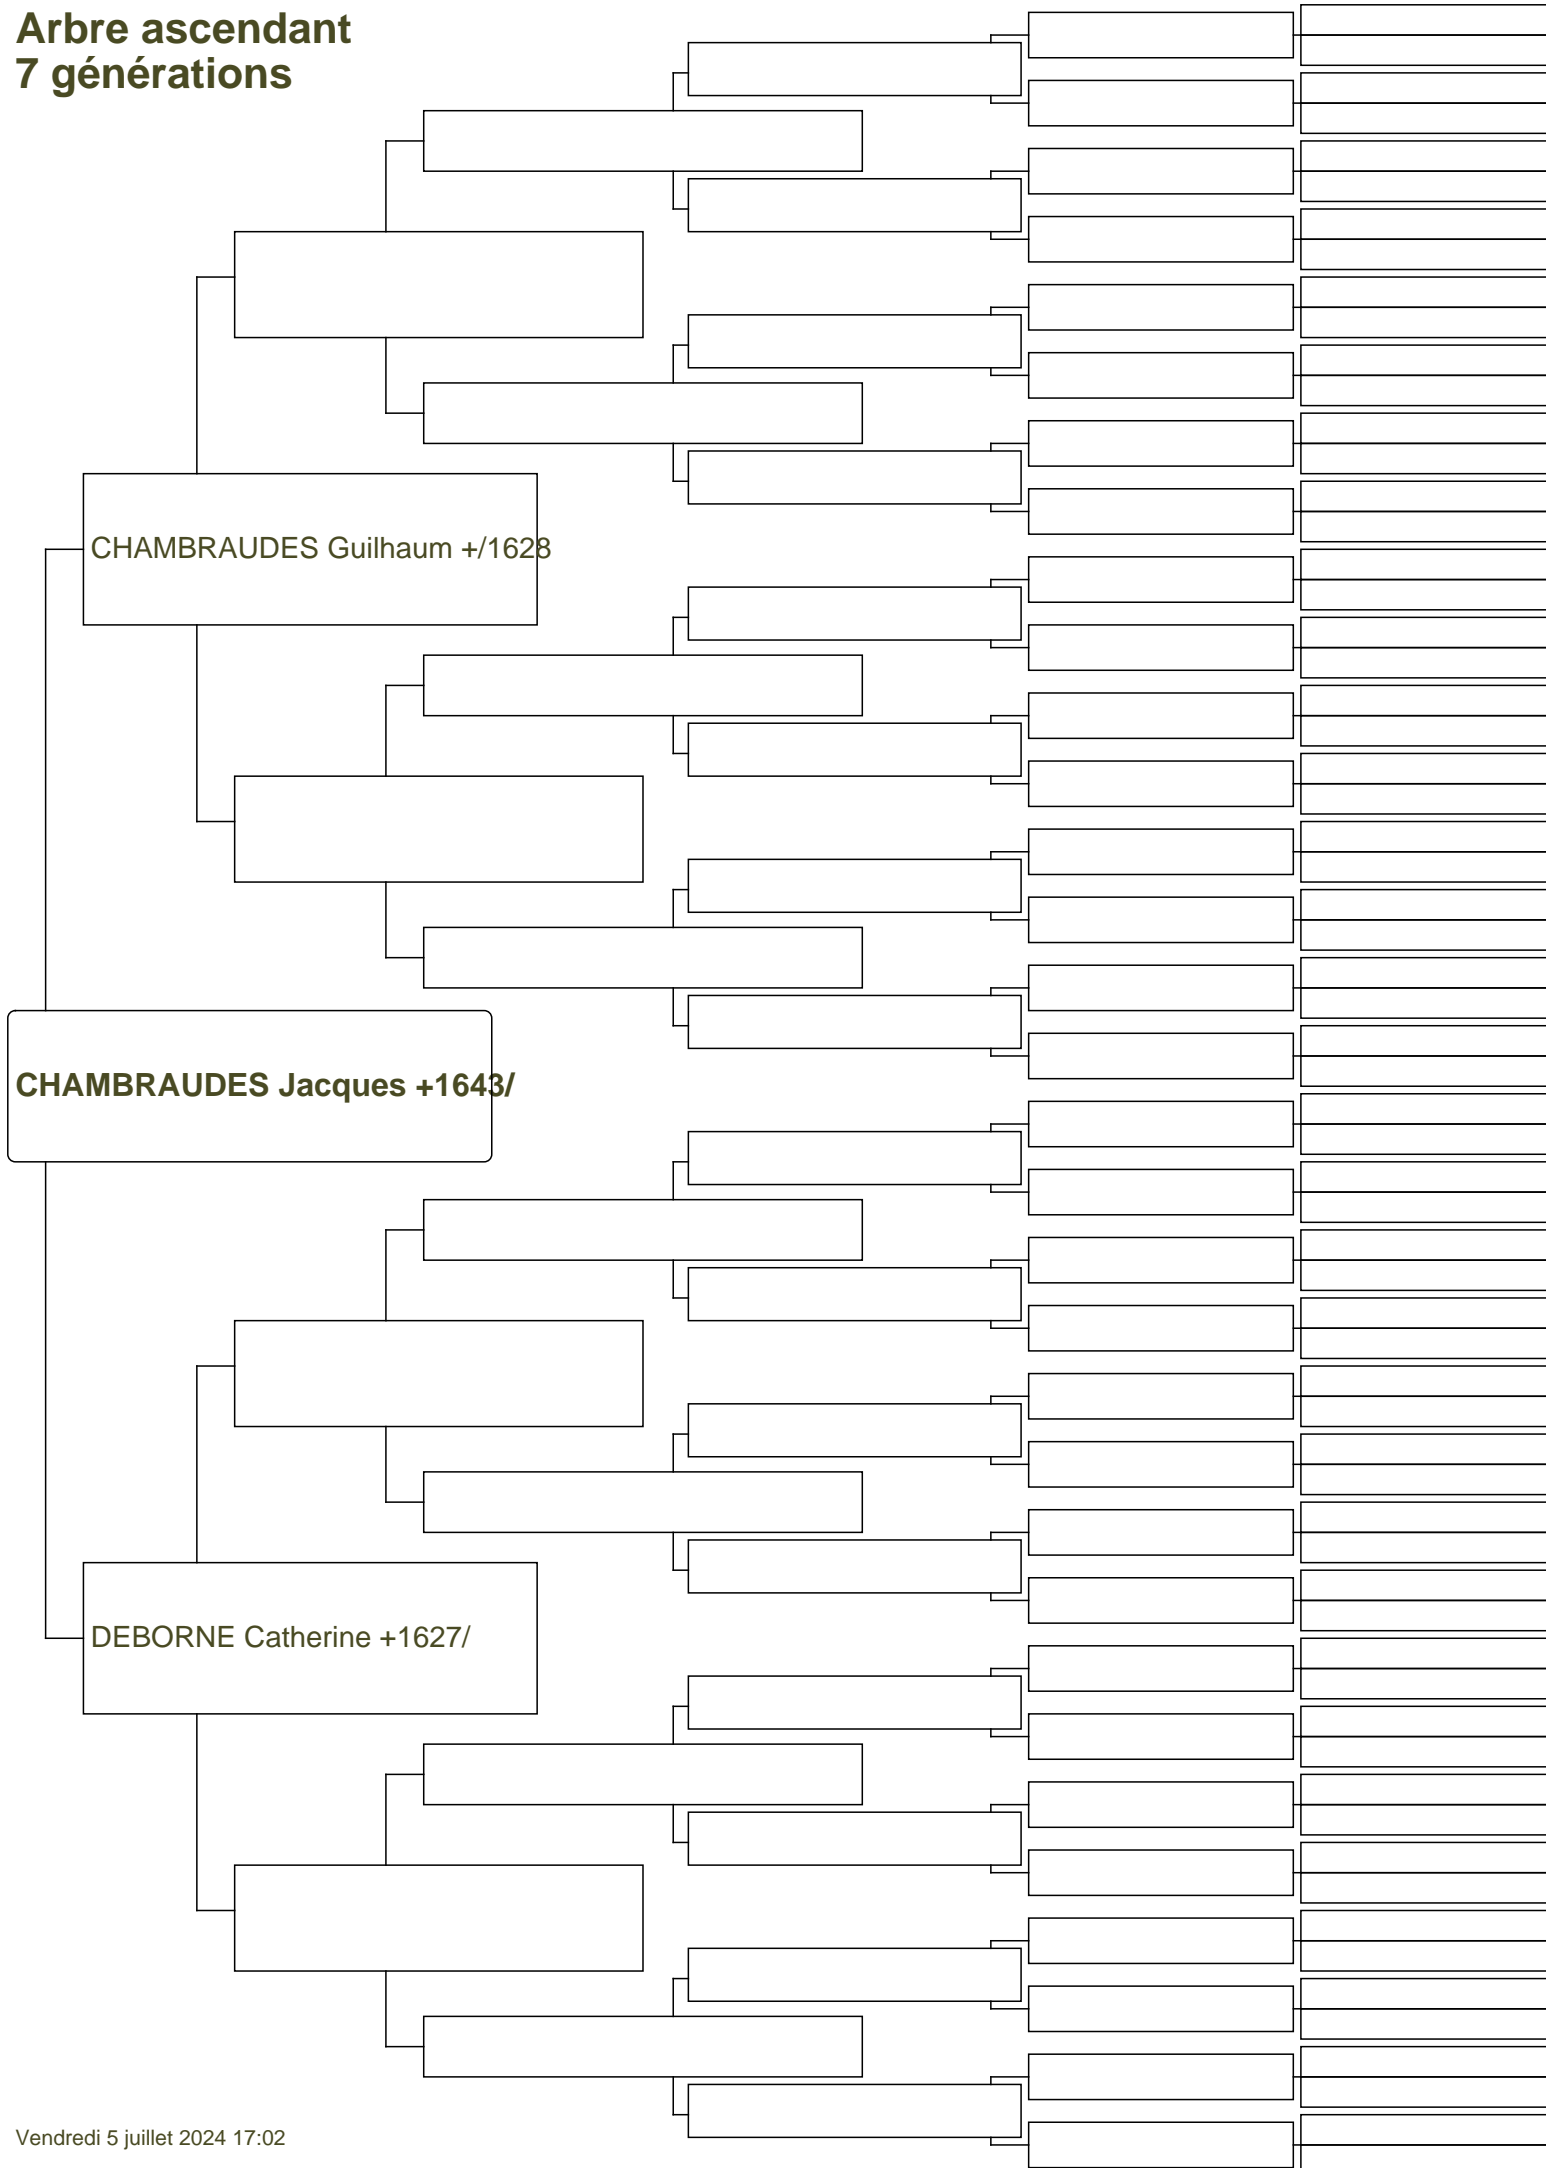 Arbre ascendant
7 générations
CHAMBRAUDES Guilhaum +/1628
CHAMBRAUDES Jacques +1643/
DEBORNE Catherine +1627/
Vendredi 5 juillet 2024 17:02